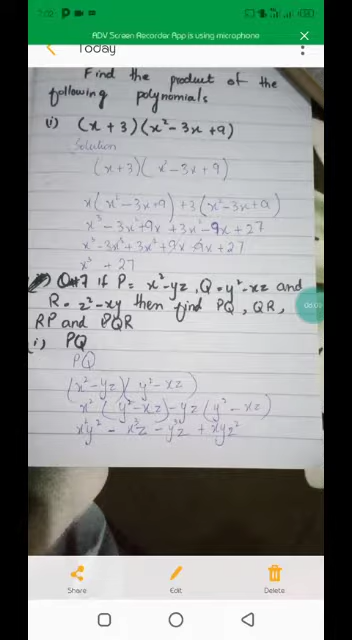 7:02
ADV Screen Recorder App is using microphone
Today
Find the product of the
following polynomials
(i) (x+3)(x²-3x+9)
Solution
(x+3)(x²-3x+9)
x(x²-3x+9)+3(x²-3x+9)
x³-3x²+9x+3x²-9x+27
x³-3x²+3x²+9x-9x+27
x³+27
Q#7 if P= x²-yz, Q=y²-xz and
R= z²-xy then find PQ, QR,
RP and PQR
(i) PQ
PQ
(x²-yz)(y²-xz)
x²(y²-xz)-yz(y²-xz)
x²y²-x³z-y³z+xyz²
Share
Edit
Delete